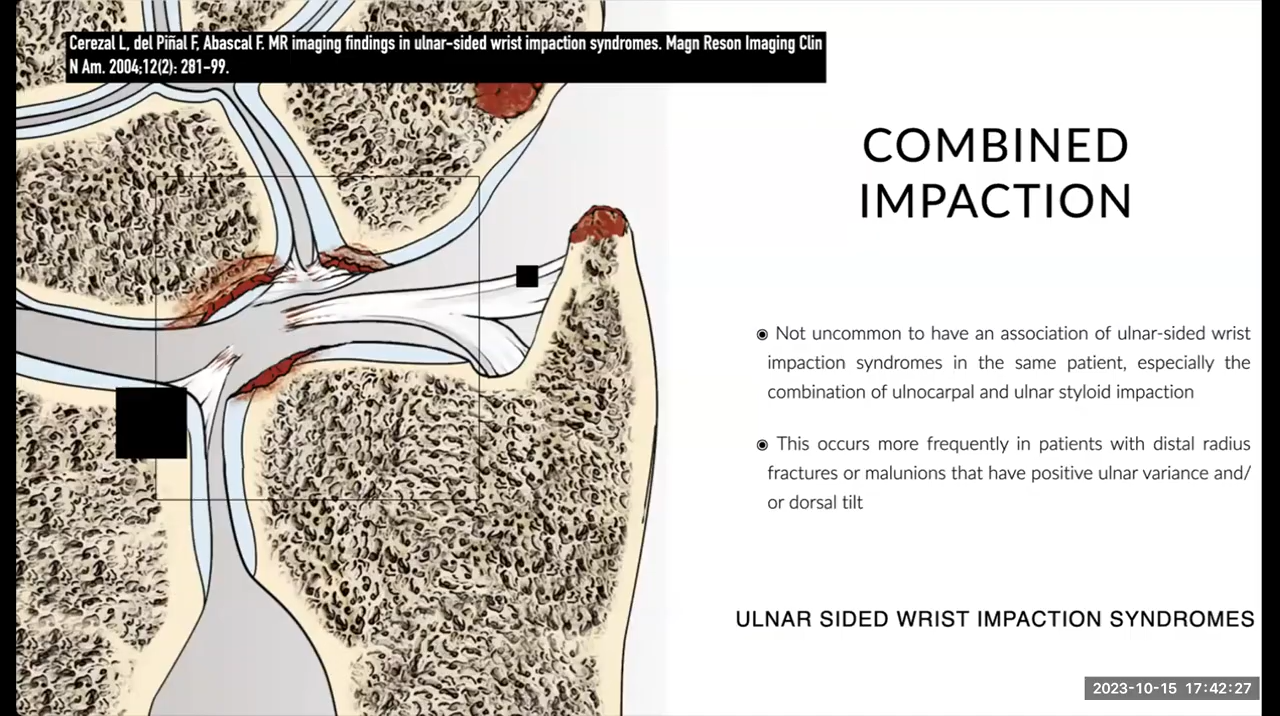 Cerezal L, del Piñal F, Abascal F. MR imaging findings in ulnar-sided wrist impaction syndromes. Magn Reson Imaging Clin
N Am. 2004;12(2): 281-99.
COMBINED
IMPACTION
◉ Not uncommon to have an association of ulnar-sided wrist
impaction syndromes in the same patient, especially the
combination of ulnocarpal and ulnar styloid impaction
◉ This occurs more frequently in patients with distal radius
fractures or malunions that have positive ulnar variance and/
or dorsal tilt
ULNAR SIDED WRIST IMPACTION SYNDROMES
2023-10-15 17:42:27